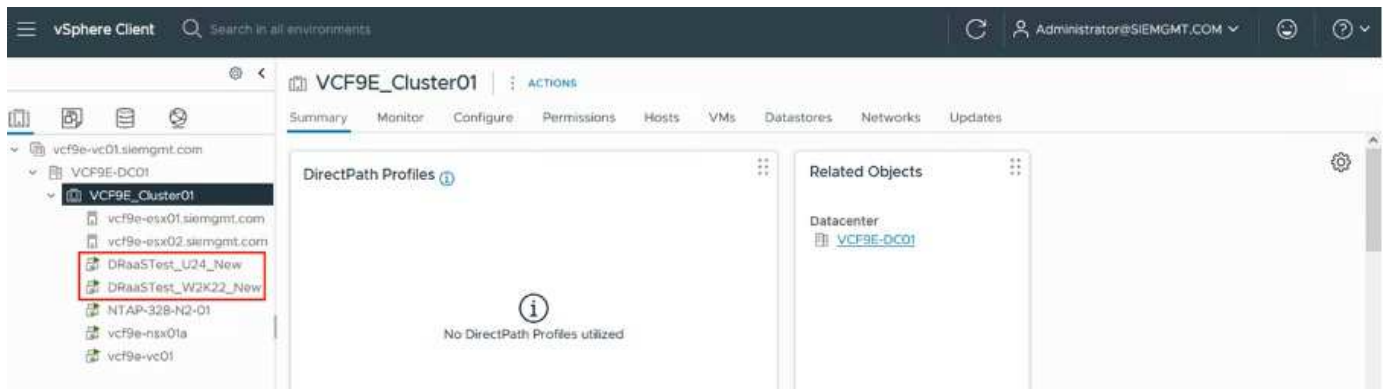 vSphere Client
Search in all environments
Administrator@SIEMGMT.COM
VCF9E_Cluster01
ACTIONS
Summary Monitor Configure Permissions Hosts VMs Datastores Networks Updates
vcf9e-vc01.siemgmt.com
VCF9E-DC01
VCF9E_Cluster01
vcf9e-esx01.siemgmt.com
vcf9e-esx02.siemgmt.com
DRaaSTest_U24_New
DRaaSTest_W2K22_New
NTAP-328-N2-01
vcf9e-nsx01a
vcf9e-vc01
DirectPath Profiles
No DirectPath Profiles utilized
Related Objects
Datacenter
VCF9E-DC01